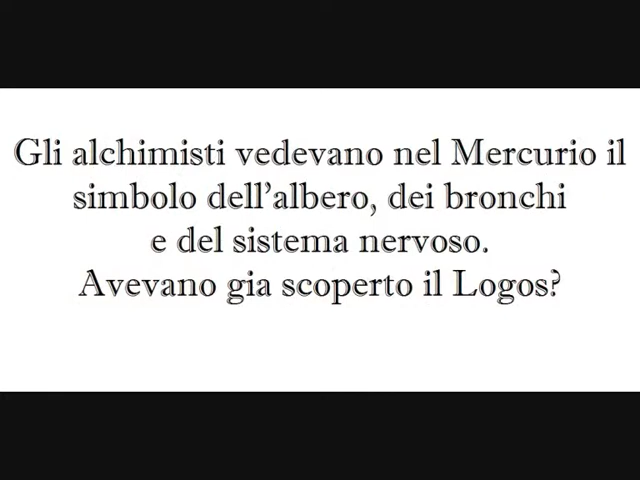 Gli alchimisti vedevano nel Mercurio il
simbolo dell'albero, dei bronchi
e del sistema nervoso.
Avevano gia scoperto il Logos?